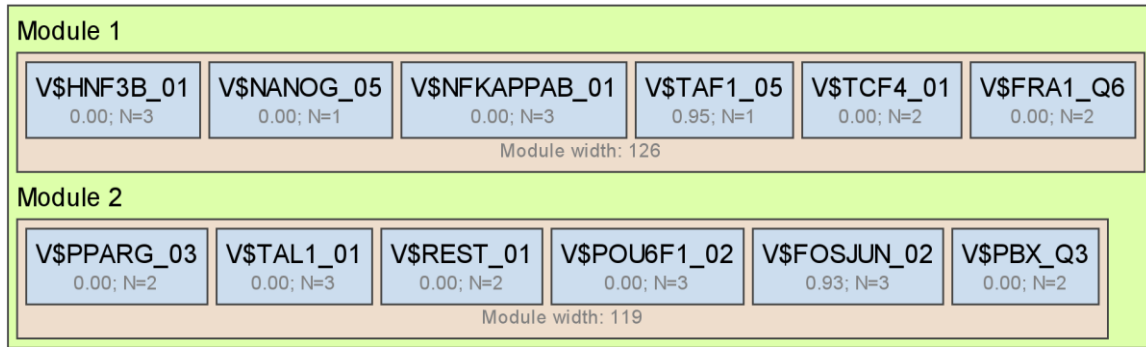 Module 1
V$HNF3B_01 V$NANOG_05 V$NFKAPPAB_01 V$TAF1_05 V$TCF4_01 V$FRA1_Q6
0.00; N=3 0.00; N=1 0.00; N=3 0.95; N=1 0.00; N=2 0.00; N=2
Module width: 126
Module 2
V$PPARG_03 V$TAL1_01 V$REST_01 V$POU6F1_02 V$FOSJUN_02 V$PBX_Q3
0.00; N=2 0.00; N=3 0.00; N=2 0.00; N=3 0.93; N=3 0.00; N=2
Module width: 119